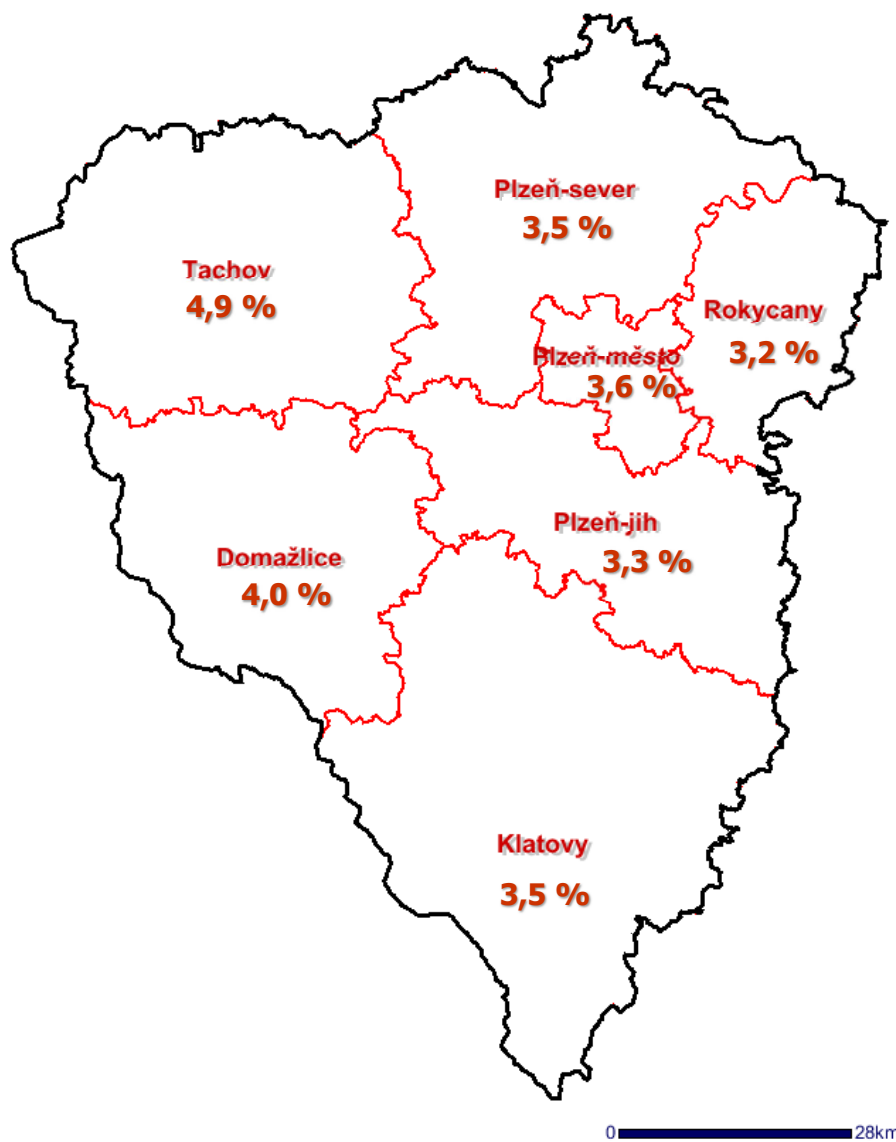 Plzeň-sever
3,5 %
Tachov
4,9 %
Rokycany
3,2 %
Plzeň-město
3,6 %
Plzeň-jih
3,3 %
Domažlice
4,0 %
Klatovy
3,5 %
0 28km